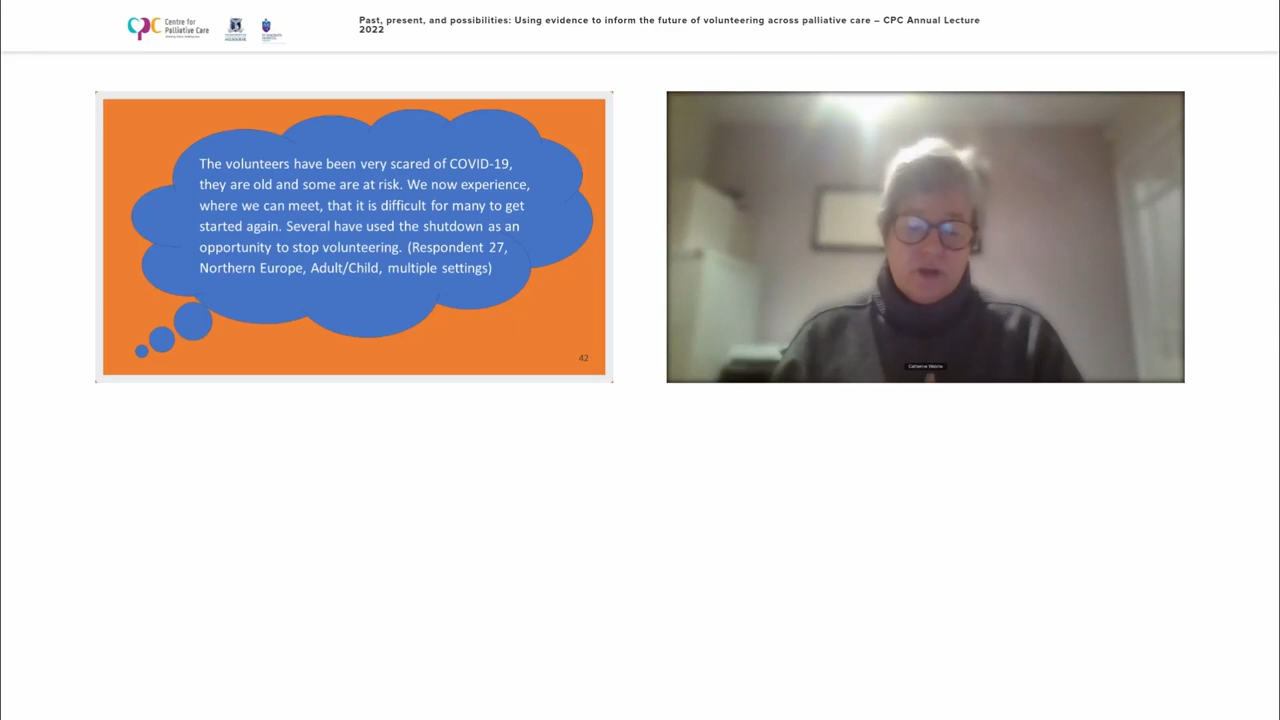 Centre for
Palliative Care
Past, present, and possibilities: Using evidence to inform the future of volunteering across palliative care – CPC Annual Lecture
2022
The volunteers have been very scared of COVID-19,
they are old and some are at risk. We now experience,
where we can meet, that it is difficult for many to get
started again. Several have used the shutdown as an
opportunity to stop volunteering. (Respondent 27,
Northern Europe, Adult/Child, multiple settings)
42
Catherine